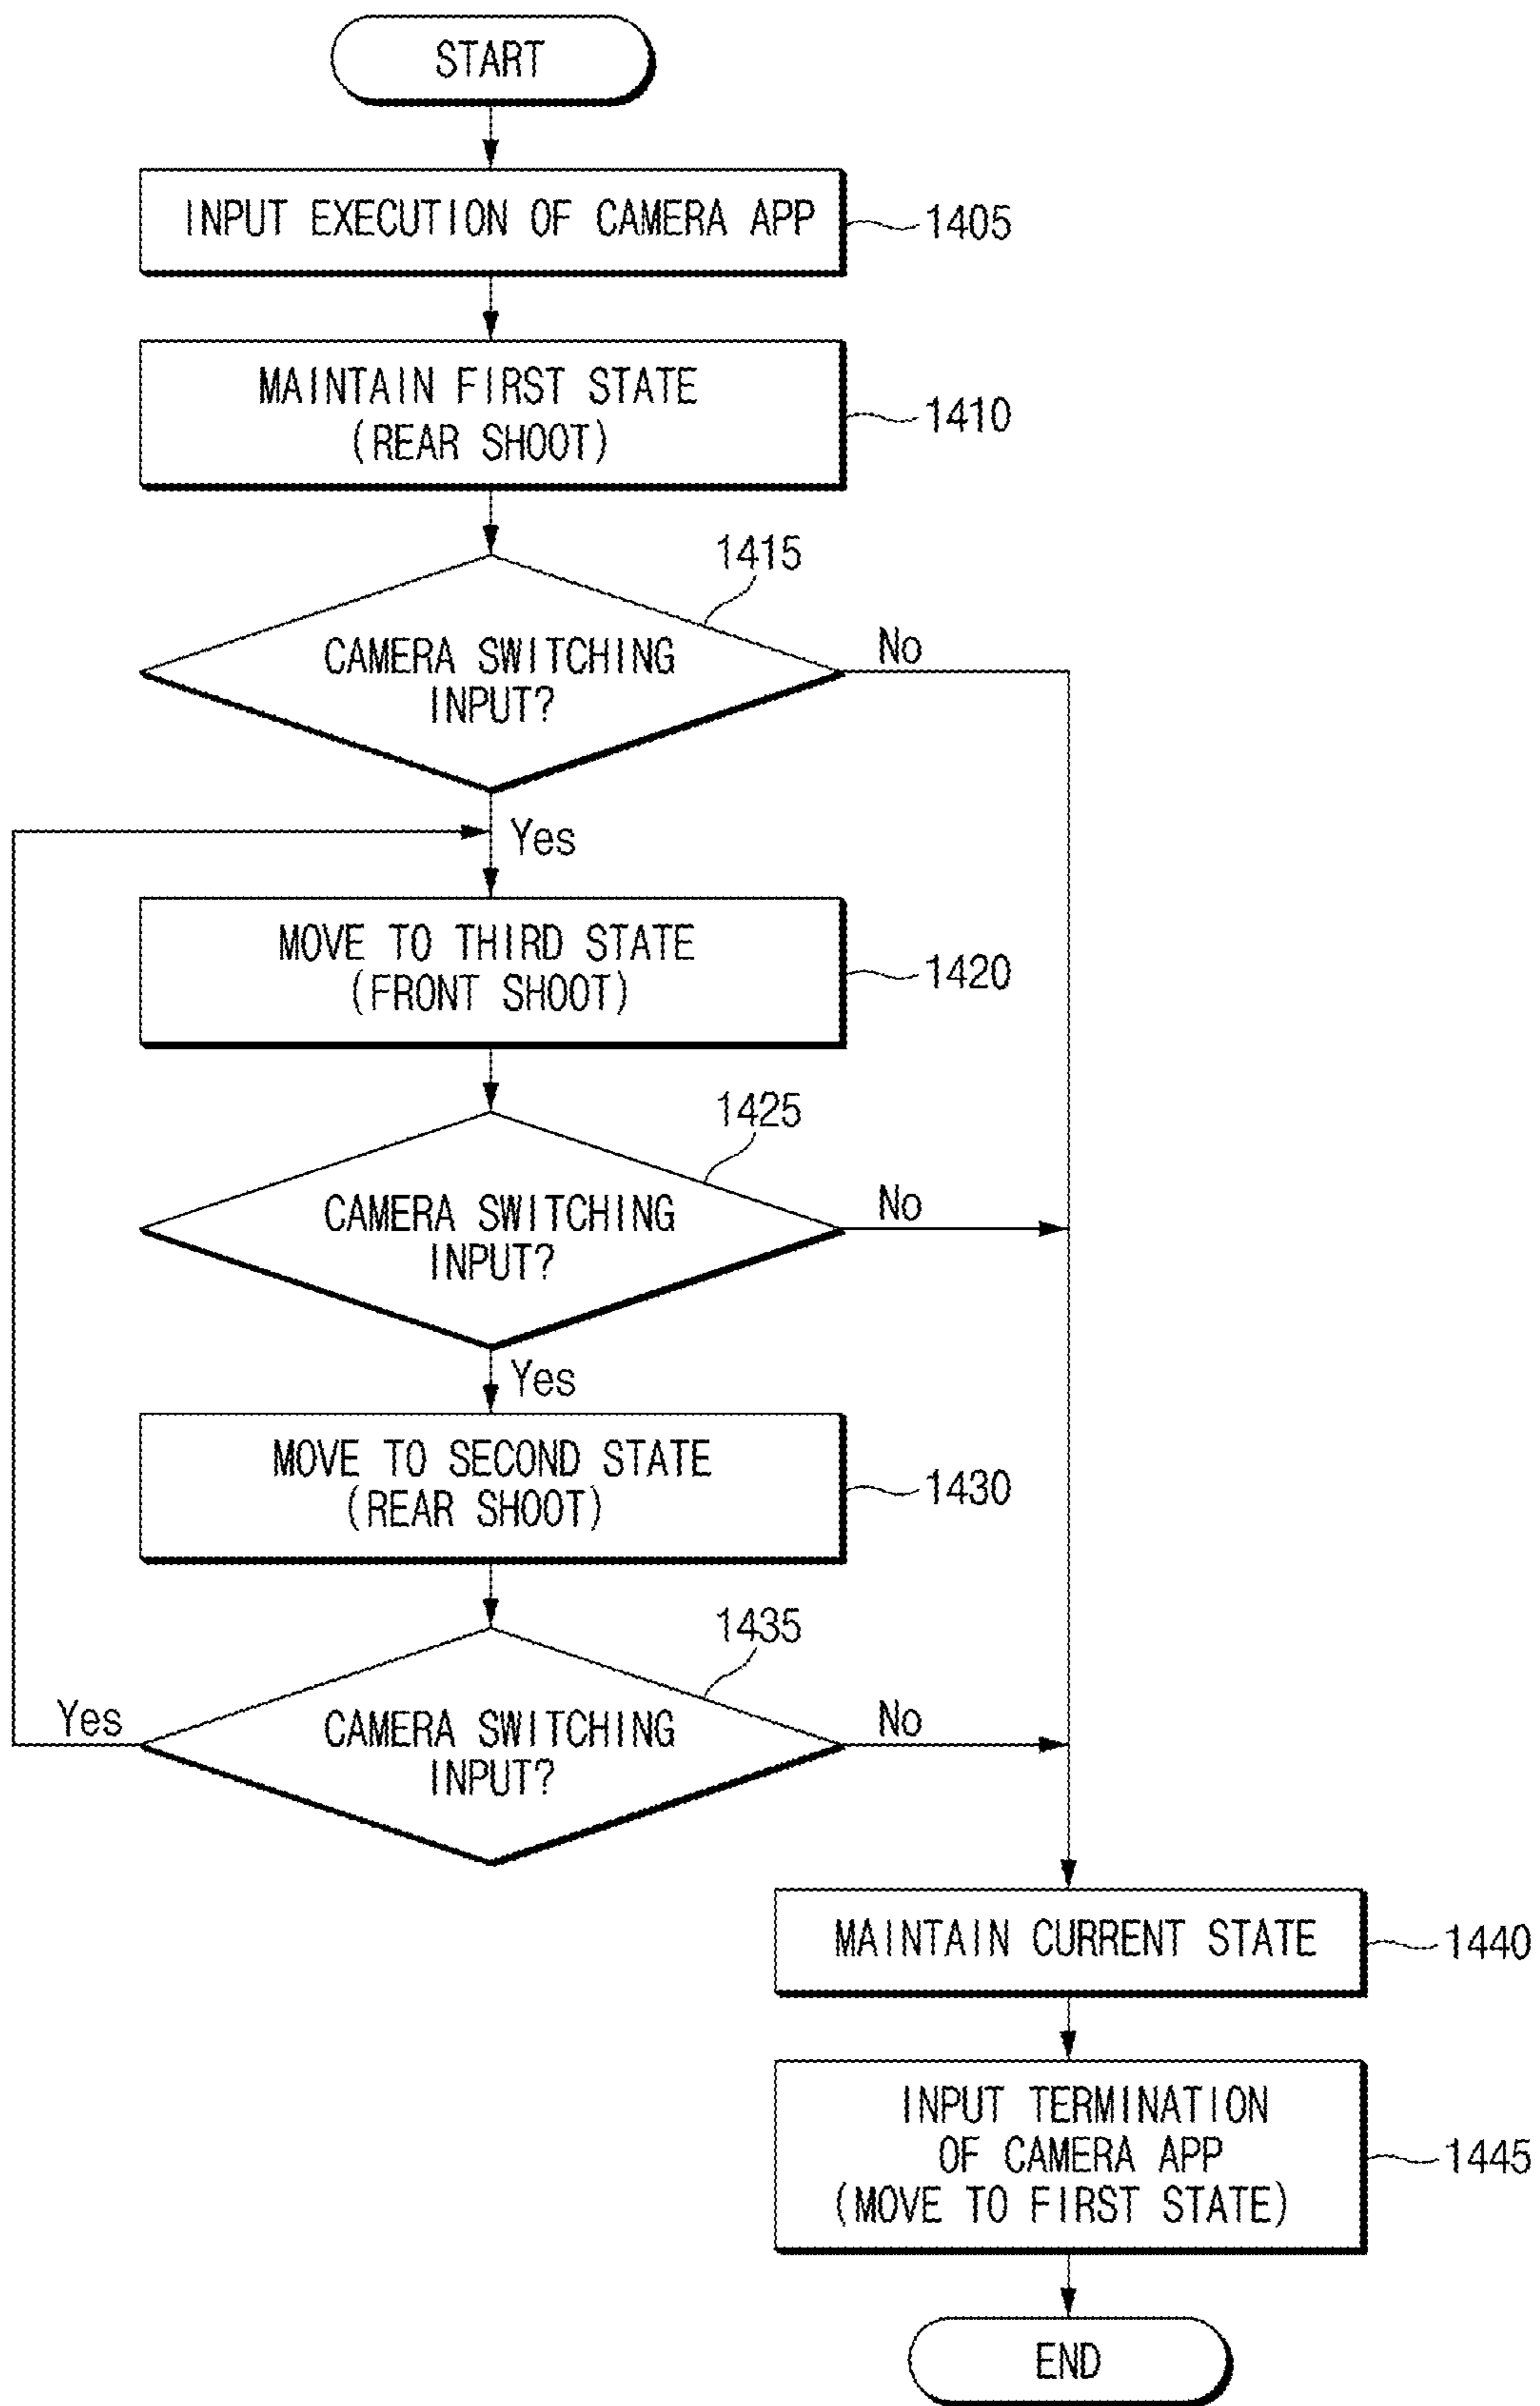 START
INPUT EXECUTION OF CAMERA APP
1405
MAINTAIN FIRST STATE
(REAR SHOOT)
1410
1415
CAMERA SWITCHING
INPUT?
No
Yes
MOVE TO THIRD STATE
(FRONT SHOOT)
1420
1425
CAMERA SWITCHING
INPUT?
No
Yes
MOVE TO SECOND STATE
(REAR SHOOT)
1430
1435
Yes
CAMERA SWITCHING
INPUT?
No
MAINTAIN CURRENT STATE
1440
INPUT TERMINATION
OF CAMERA APP
(MOVE TO FIRST STATE)
1445
END